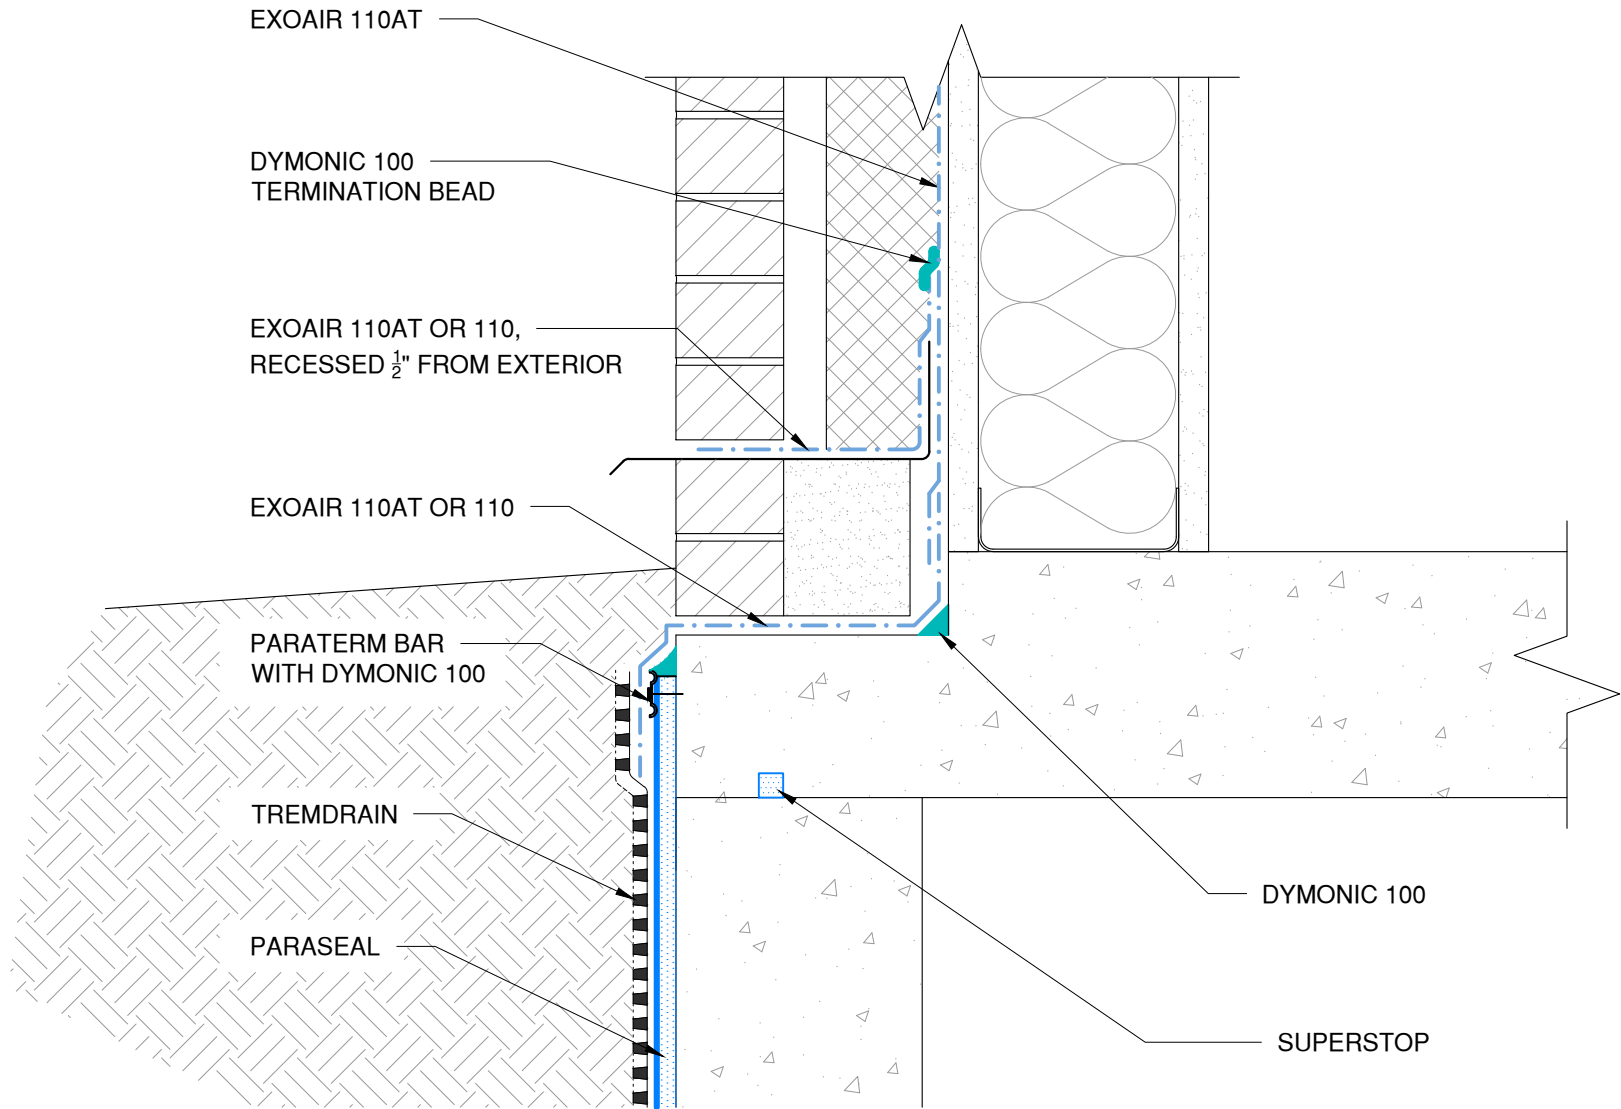 EXOAIR 110AT
DYMONIC 100
TERMINATION BEAD
EXOAIR 110AT OR 110,
RECESSED 1/2" FROM EXTERIOR
EXOAIR 110AT OR 110
PARATERM BAR
WITH DYMONIC 100
TREMDRAIN
PARASEAL
DYMONIC 100
SUPERSTOP